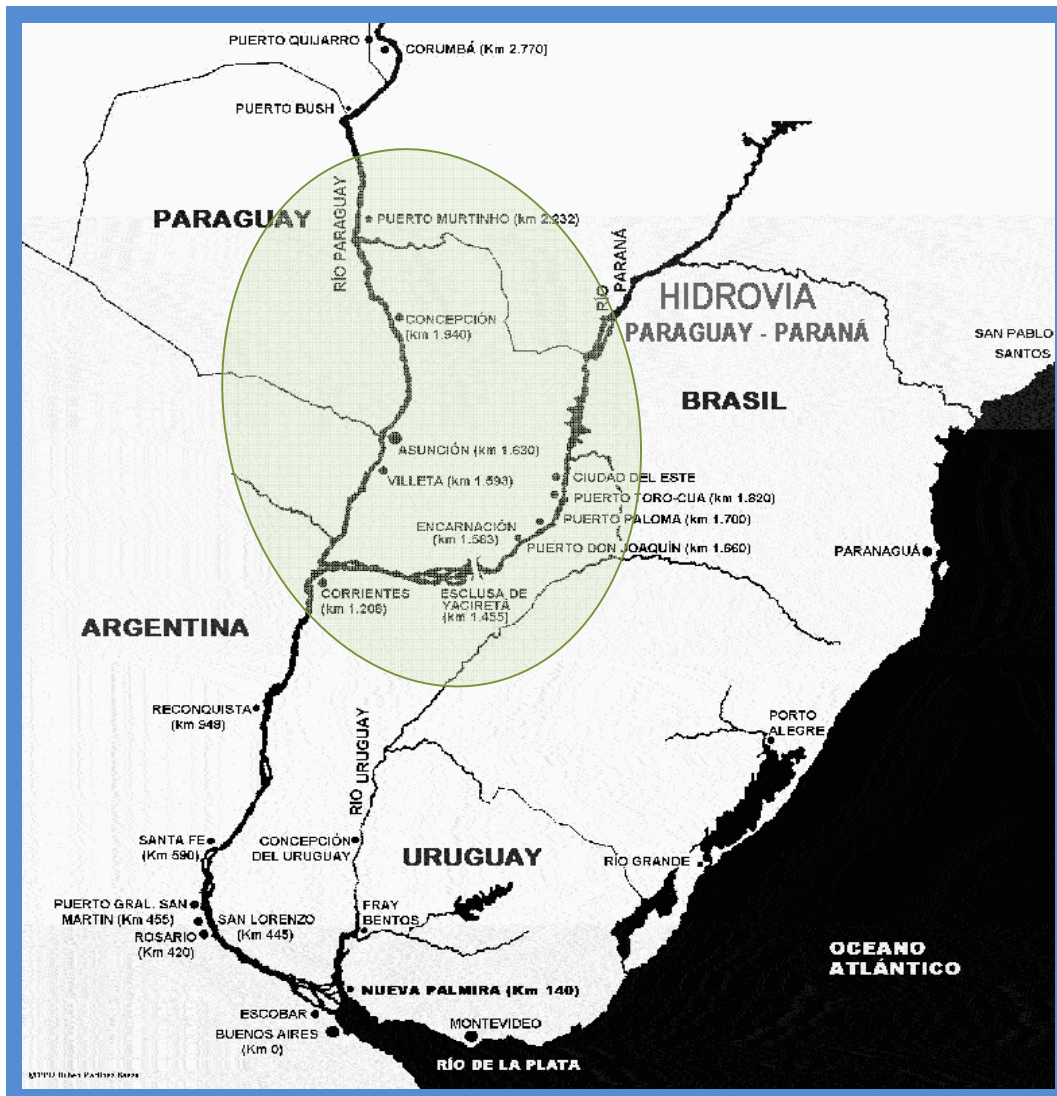 PUERTO QUIJARRO
CORUMBÁ (Km 2.770]
PUERTO BUSH
RÍO PARAGUAY
PARAGUAY
PUERTO MURTINHO (km 2.232)
RÍO
PARANÁ
HIDROVIA
PARAGUAY - PARANÁ
CONCEPCIÓN
(km 1.940)
SAN PABLO
SANTOS
BRASIL
ASUNCIÓN (km 1.630)
VILLETA (km 1.593)
CIUDAD DEL ESTE
PUERTO TORO-CUA (km 1.820)
PUERTO PALOMA (km 1.700)
ENCARNACIÓN
(km 1.583)
PUERTO DON JOAQUÍN (km 1.660)
PARANAGUÁ
CORRIENTES
(km 1.208)
ESCLUSA DE
YACIRETA
(km 1.455]
ARGENTINA
RECONQUISTA
(km 949)
RIO URUGUAY
PORTO
ALEGRE
SANTA FE
(Km 590)
CONCEPCIÓN
DEL URUGUAY
URUGUAY
RÍO GRANDE
PUERTO GRAL. SAN
MARTIN (Km 455)
SAN LORENZO
(Km 445)
ROSARIO
(Km 420)
FRAY
BENTOS
OCEANO
ATLÁNTICO
NUEVA PALMIRA (Km 140)
ESCOBAR
BUENOS AIRES
(Km 0)
MONTEVIDEO
RÍO DE LA PLATA